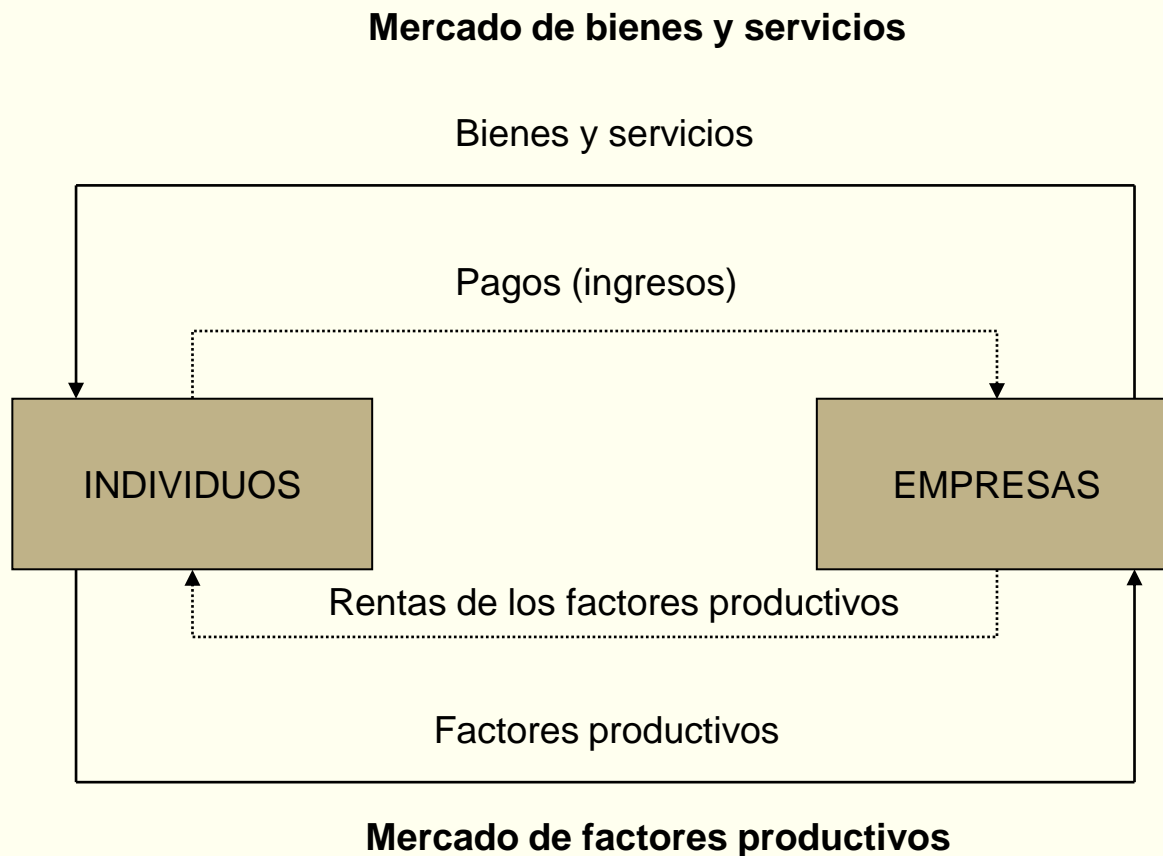 Mercado de bienes y servicios
Bienes y servicios
Pagos (ingresos)
INDIVIDUOS
EMPRESAS
Rentas de los factores productivos
Factores productivos
Mercado de factores productivos